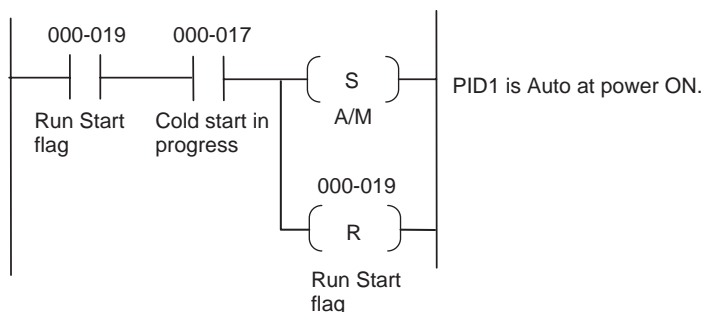 000-019
000-017
S
PID1 is Auto at power ON.
Run Start
flag
Cold start in
progress
A/M
000-019
R
Run Start
flag